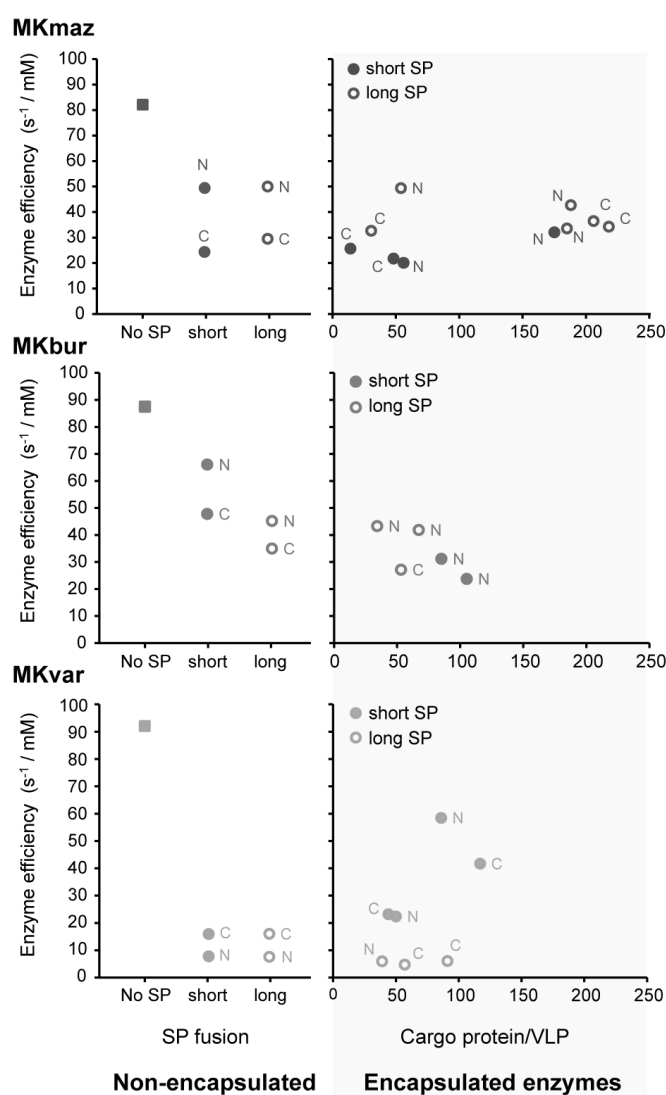 MKmaz
Enzyme efficiency (s-1 / mM)
100
90
80
70
60
50
40
30
20
10
0
N
C
N
C
No SP short long
short SP
long SP
N
C
C
C
N
N
C
C
N
N
0 50 100 150 200 250
MKbur
Enzyme efficiency (s-1 / mM)
100
90
80
70
60
50
40
30
20
10
0
N
C
N
C
No SP short long
short SP
long SP
N
N
C
N
N
0 50 100 150 200 250
MKvar
Enzyme efficiency (s-1 / mM)
100
90
80
70
60
50
40
30
20
10
0
C
N
C
N
No SP short long
short SP
long SP
N
C
C
N
N
C
C
0 50 100 150 200 250
SP fusion Cargo protein/VLP
Non-encapsulated Encapsulated enzymes